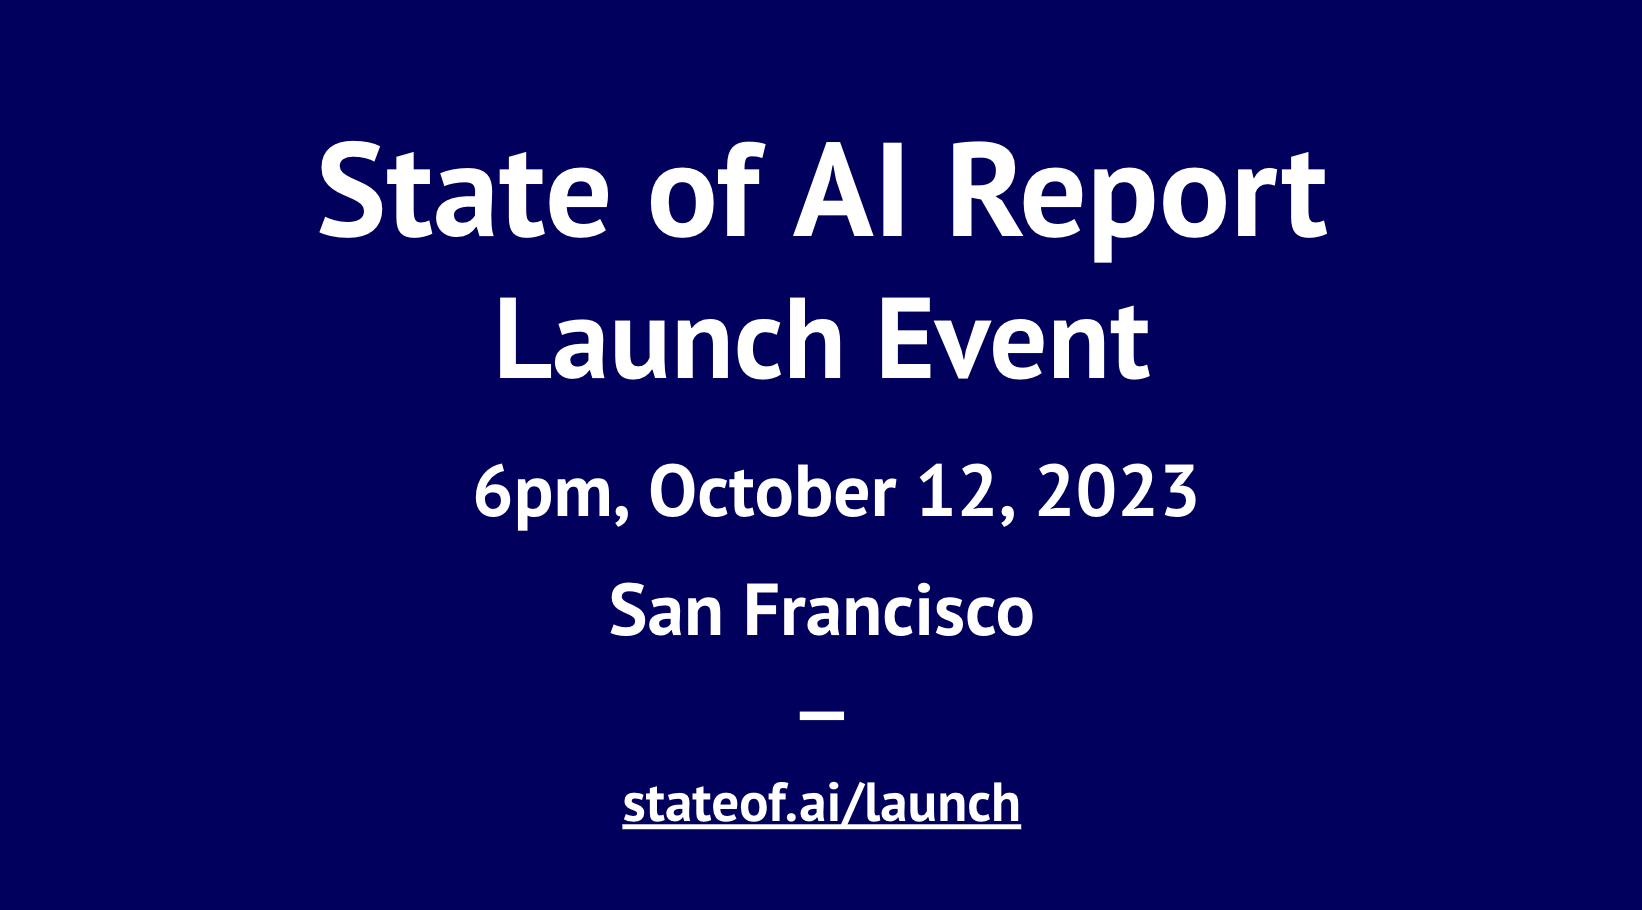 State of AI Report
Launch Event
6pm, October 12, 2023
San Francisco
—
stateof.ai/launch